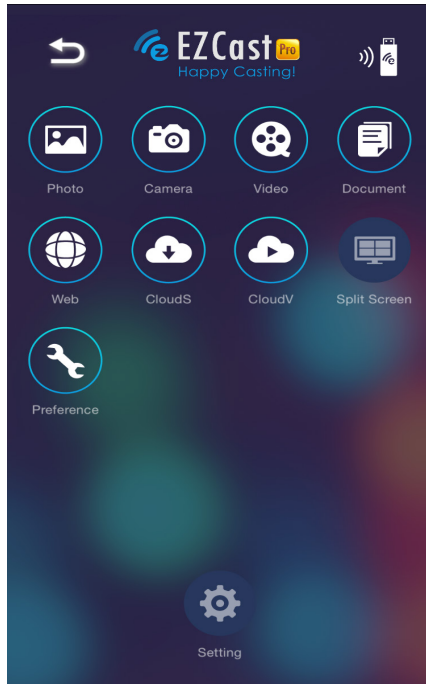 EZCast Pro
Happy Casting!
Photo Camera Video Document
Web CloudS CloudV Split Screen
Preference
Setting